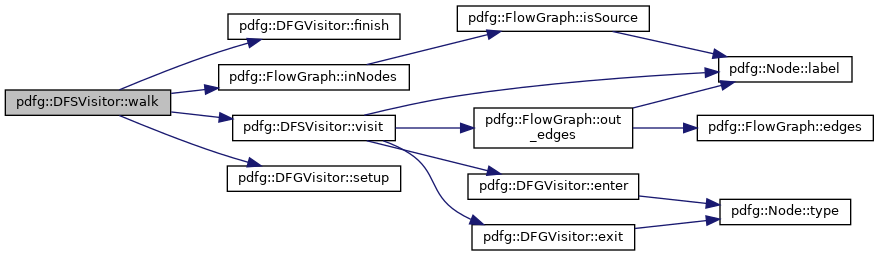 pdfg::DFSVisitor::walk
pdfg::DFGVisitor::finish
pdfg::FlowGraph::inNodes
pdfg::DFSVisitor::visit
pdfg::DFGVisitor::setup
pdfg::FlowGraph::isSource
pdfg::FlowGraph::out
_edges
pdfg::DFGVisitor::enter
pdfg::DFGVisitor::exit
pdfg::Node::label
pdfg::FlowGraph::edges
pdfg::Node::type